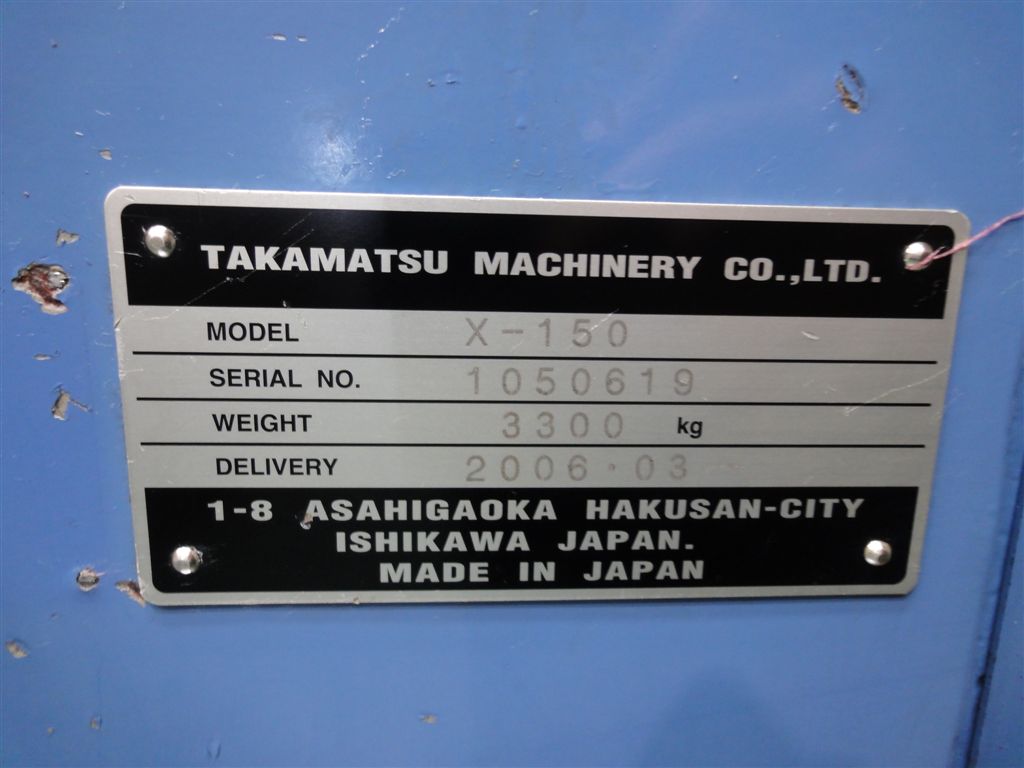 TAKAMATSU MACHINERY CO.,LTD.
MODEL X-150
SERIAL NO. 1050619
WEIGHT 3300 kg
DELIVERY 2006·03
1-8 ASAHIGAOKA HAKUSAN-CITY
ISHIKAWA JAPAN.
MADE IN JAPAN